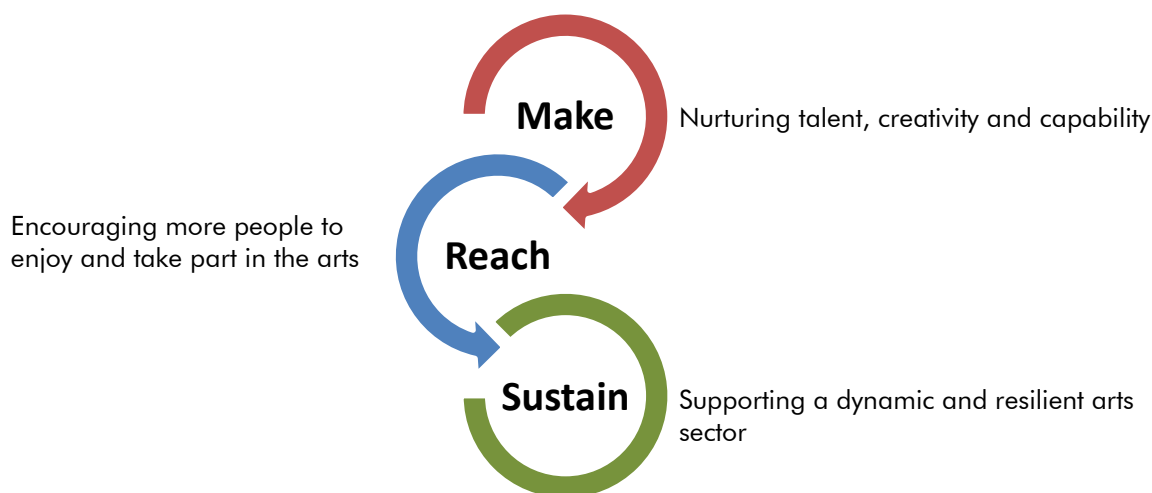 Make
Nurturing talent, creativity and capability
Encouraging more people to
enjoy and take part in the arts
Reach
Sustain
Supporting a dynamic and resilient arts
sector